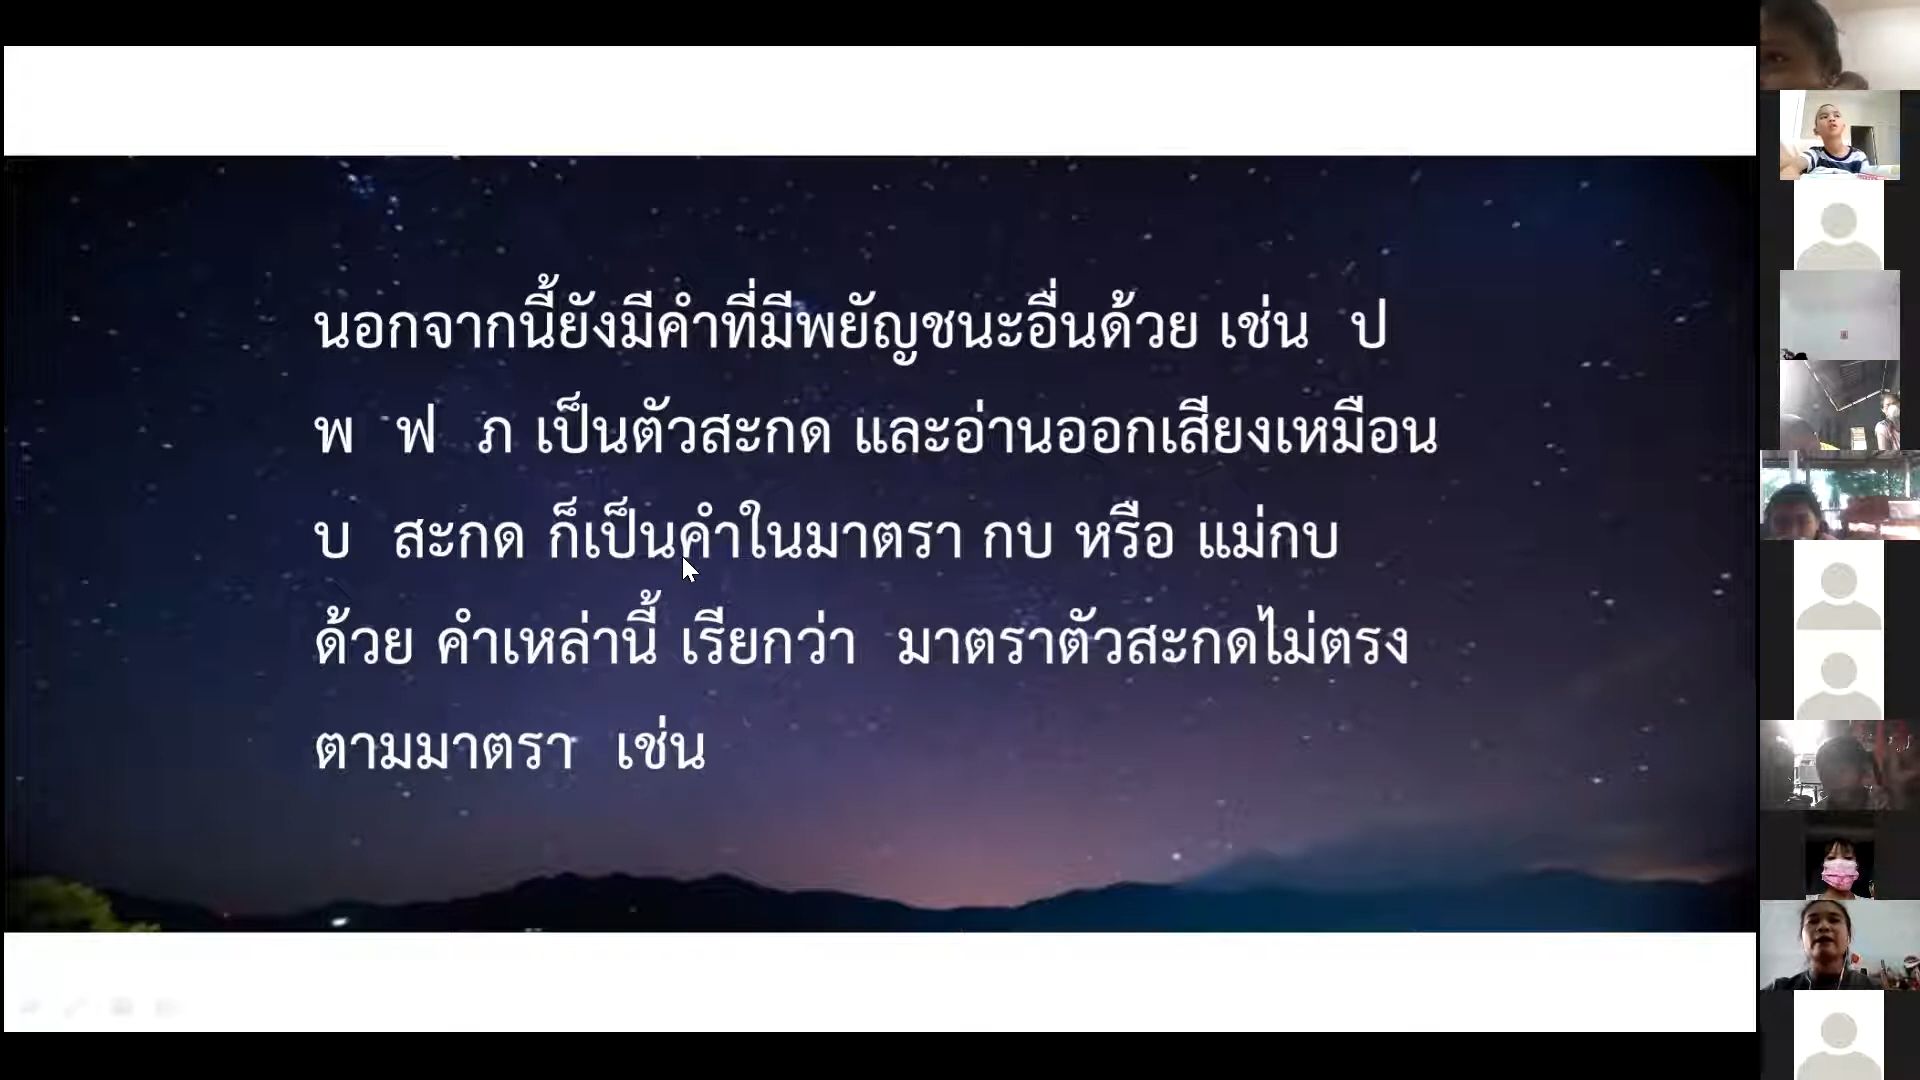 นอกจากนี้ยังมีคำที่มีพยัญชนะอื่นด้วย เช่น ป
พ ฟ ภ เป็นตัวสะกด และอ่านออกเสียงเหมือน
บ สะกด ก็เป็นคำในมาตรา กบ หรือ แม่กบ
ด้วย คำเหล่านี้ เรียกว่า มาตราตัวสะกดไม่ตรง
ตามมาตรา เช่น